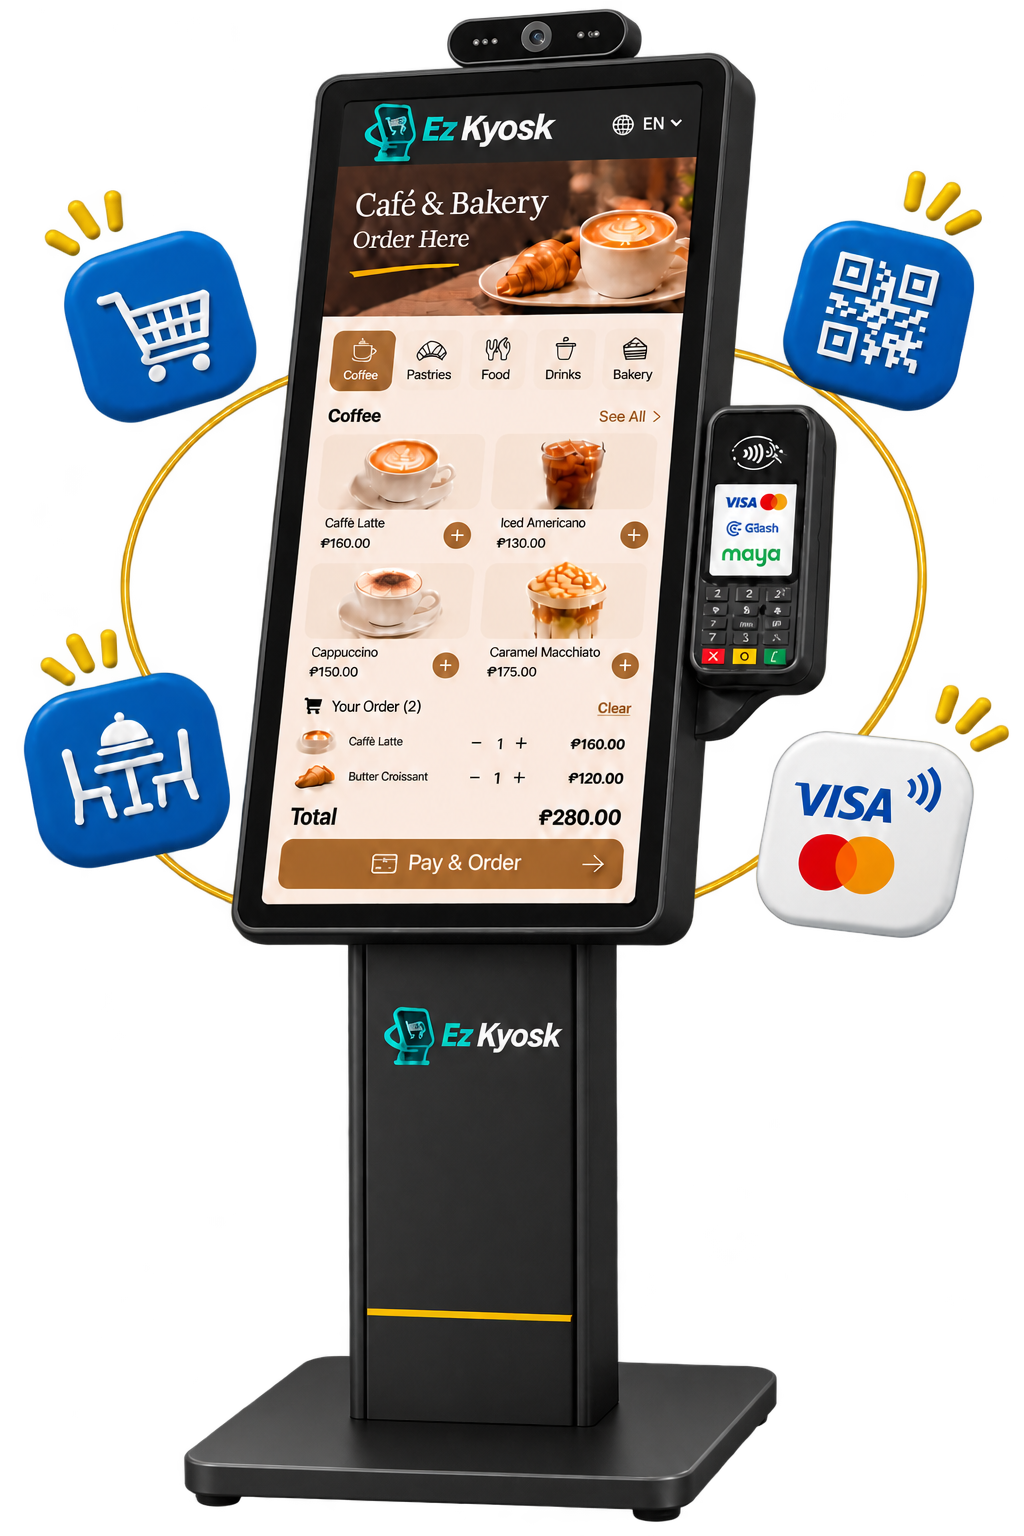 Ez Kyosk
EN
Café & Bakery
Order Here
Coffee
Pastries
Food
Drinks
Bakery
Coffee
See All >
Caffè Latte
₱160.00
+
Iced Americano
₱130.00
+
Cappuccino
₱150.00
+
Caramel Macchiato
₱175.00
+
Your Order (2)
Clear
Caffè Latte
− 1 +
₱160.00
Butter Croissant
− 1 +
₱120.00
Total
₱280.00
Pay & Order
VISA
maya
VISA
Ez Kyosk